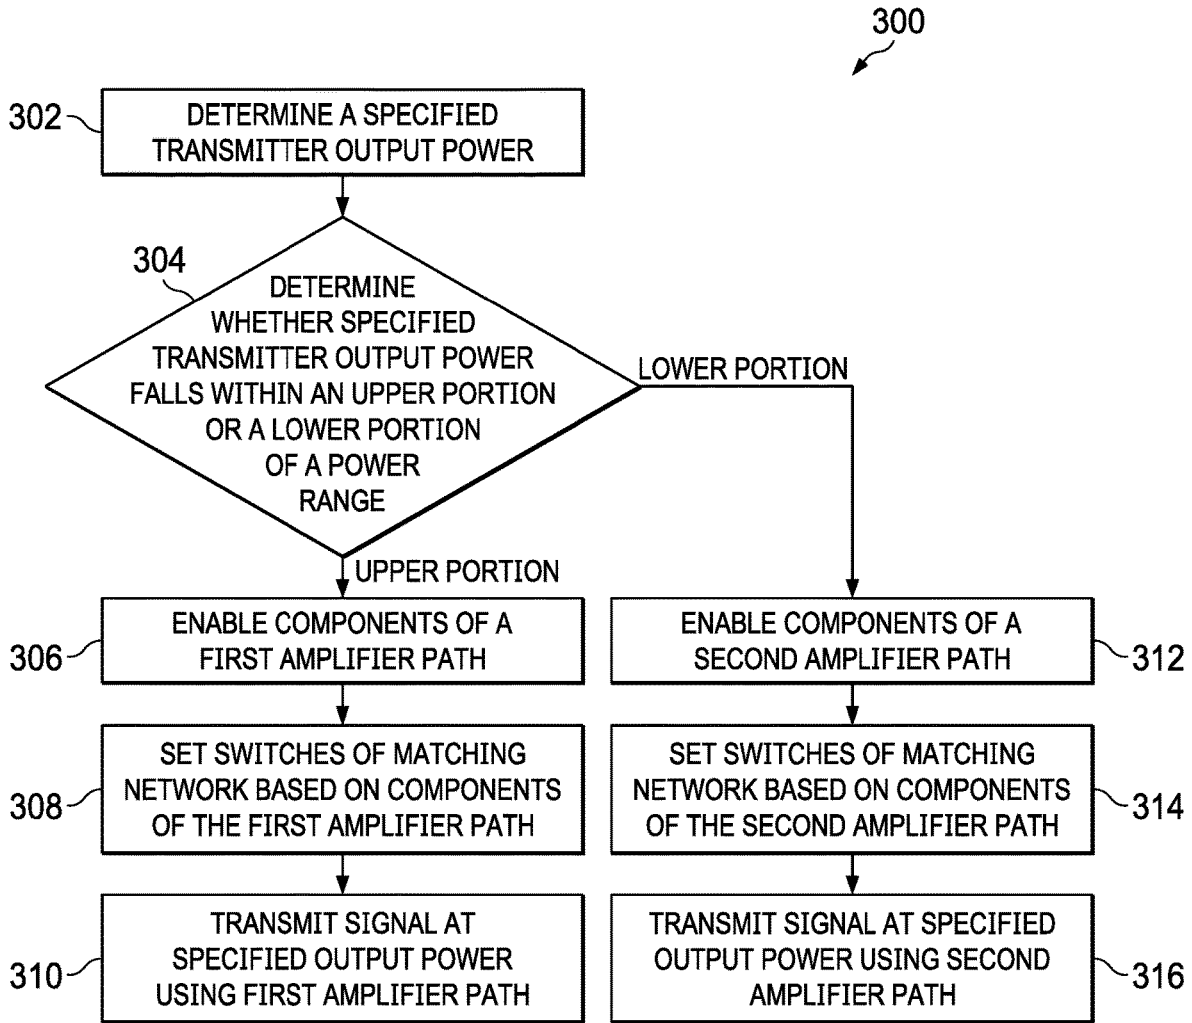 300
302
DETERMINE A SPECIFIED
TRANSMITTER OUTPUT POWER
304
DETERMINE
WHETHER SPECIFIED
TRANSMITTER OUTPUT POWER
FALLS WITHIN AN UPPER PORTION
OR A LOWER PORTION
OF A POWER
RANGE
LOWER PORTION
UPPER PORTION
306
ENABLE COMPONENTS OF A
FIRST AMPLIFIER PATH
ENABLE COMPONENTS OF A
SECOND AMPLIFIER PATH
312
308
SET SWITCHES OF MATCHING
NETWORK BASED ON COMPONENTS
OF THE FIRST AMPLIFIER PATH
SET SWITCHES OF MATCHING
NETWORK BASED ON COMPONENTS
OF THE SECOND AMPLIFIER PATH
314
310
TRANSMIT SIGNAL AT
SPECIFIED OUTPUT POWER
USING FIRST AMPLIFIER PATH
TRANSMIT SIGNAL AT SPECIFIED
OUTPUT POWER USING SECOND
AMPLIFIER PATH
316